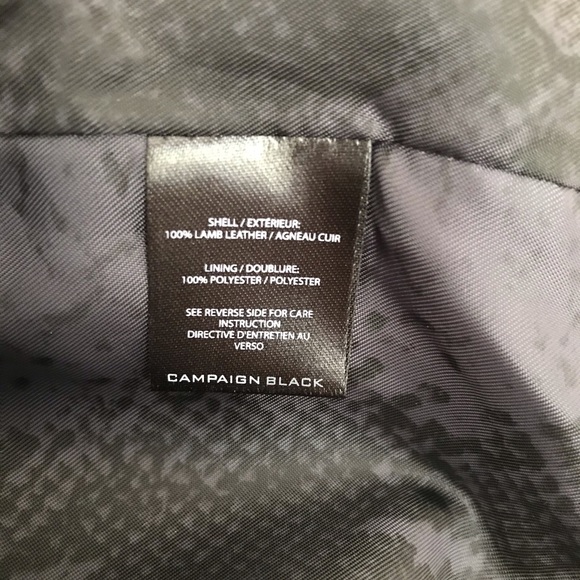 SHELL / EXTÉRIEUR:
100% LAMB LEATHER / AGNEAU CUIR
LINING / DOUBLURE:
100% POLYESTER / POLYESTER
SEE REVERSE SIDE FOR CARE
INSTRUCTION
DIRECTIVE D'ENTRETIEN AU
VERSO
CAMPAIGN BLACK